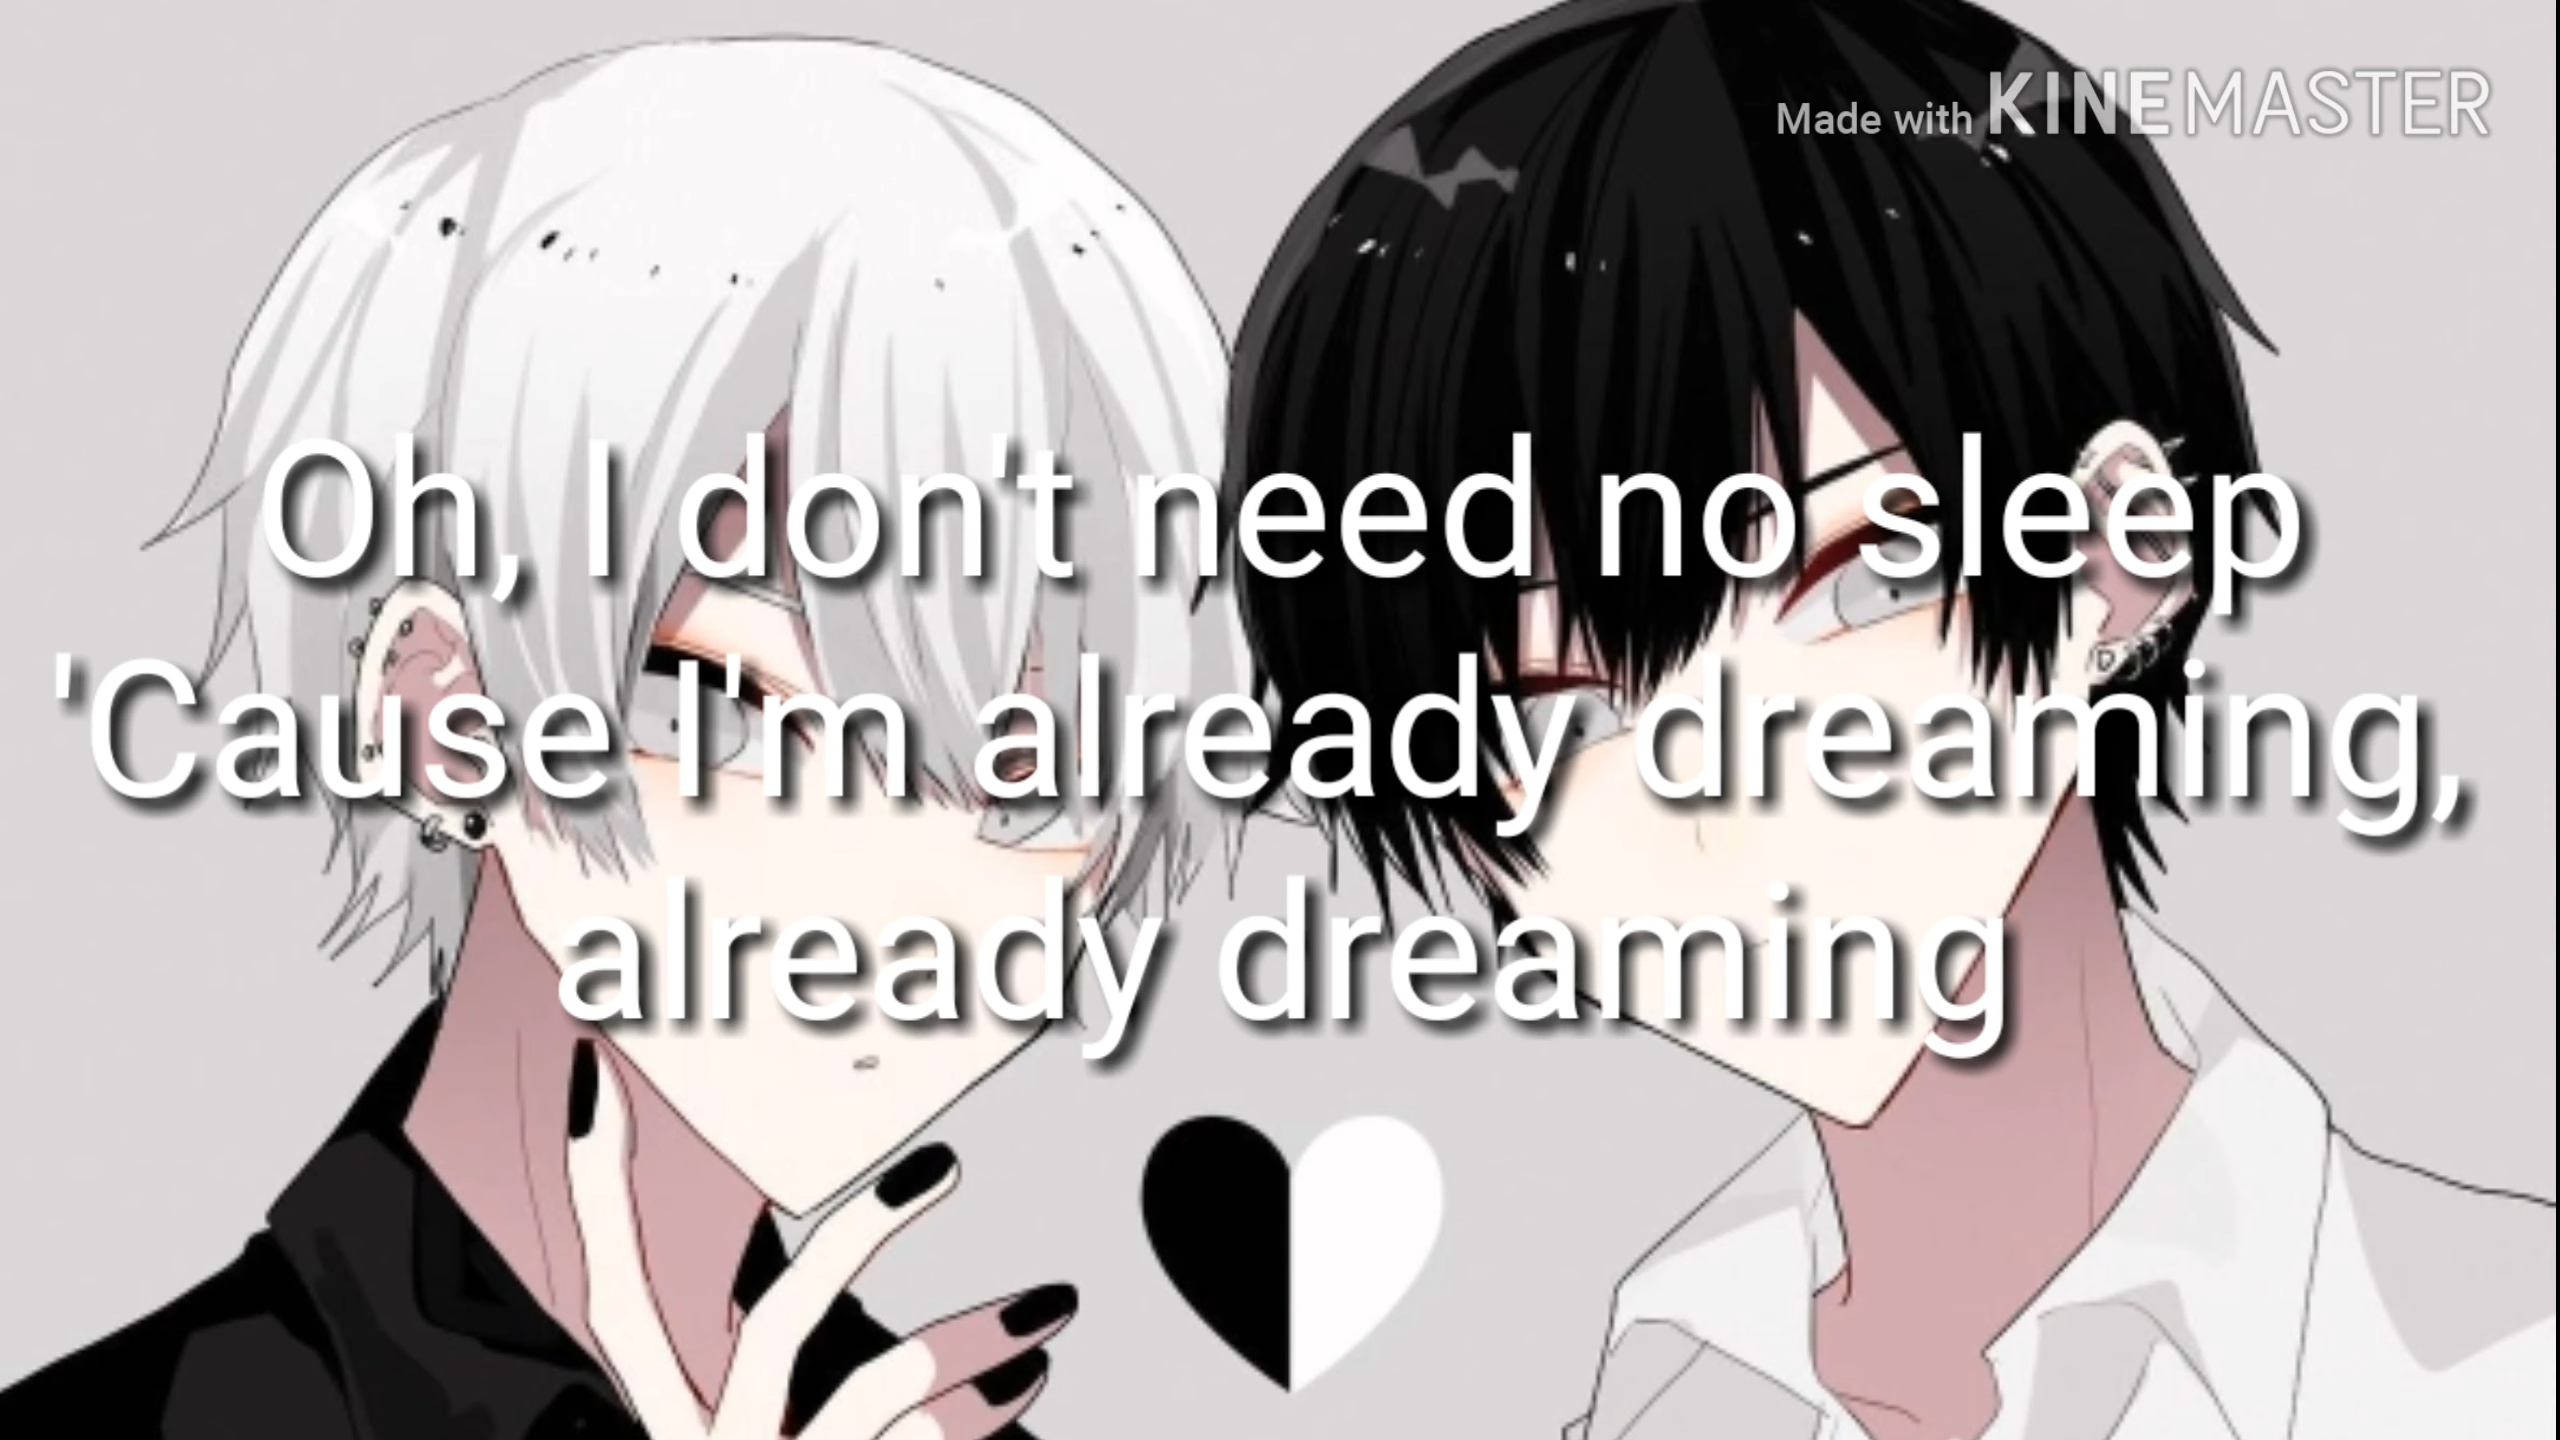 Made with KINEMASTER
Oh, I don't need no sleep
'Cause I'm already dreaming,
already dreaming